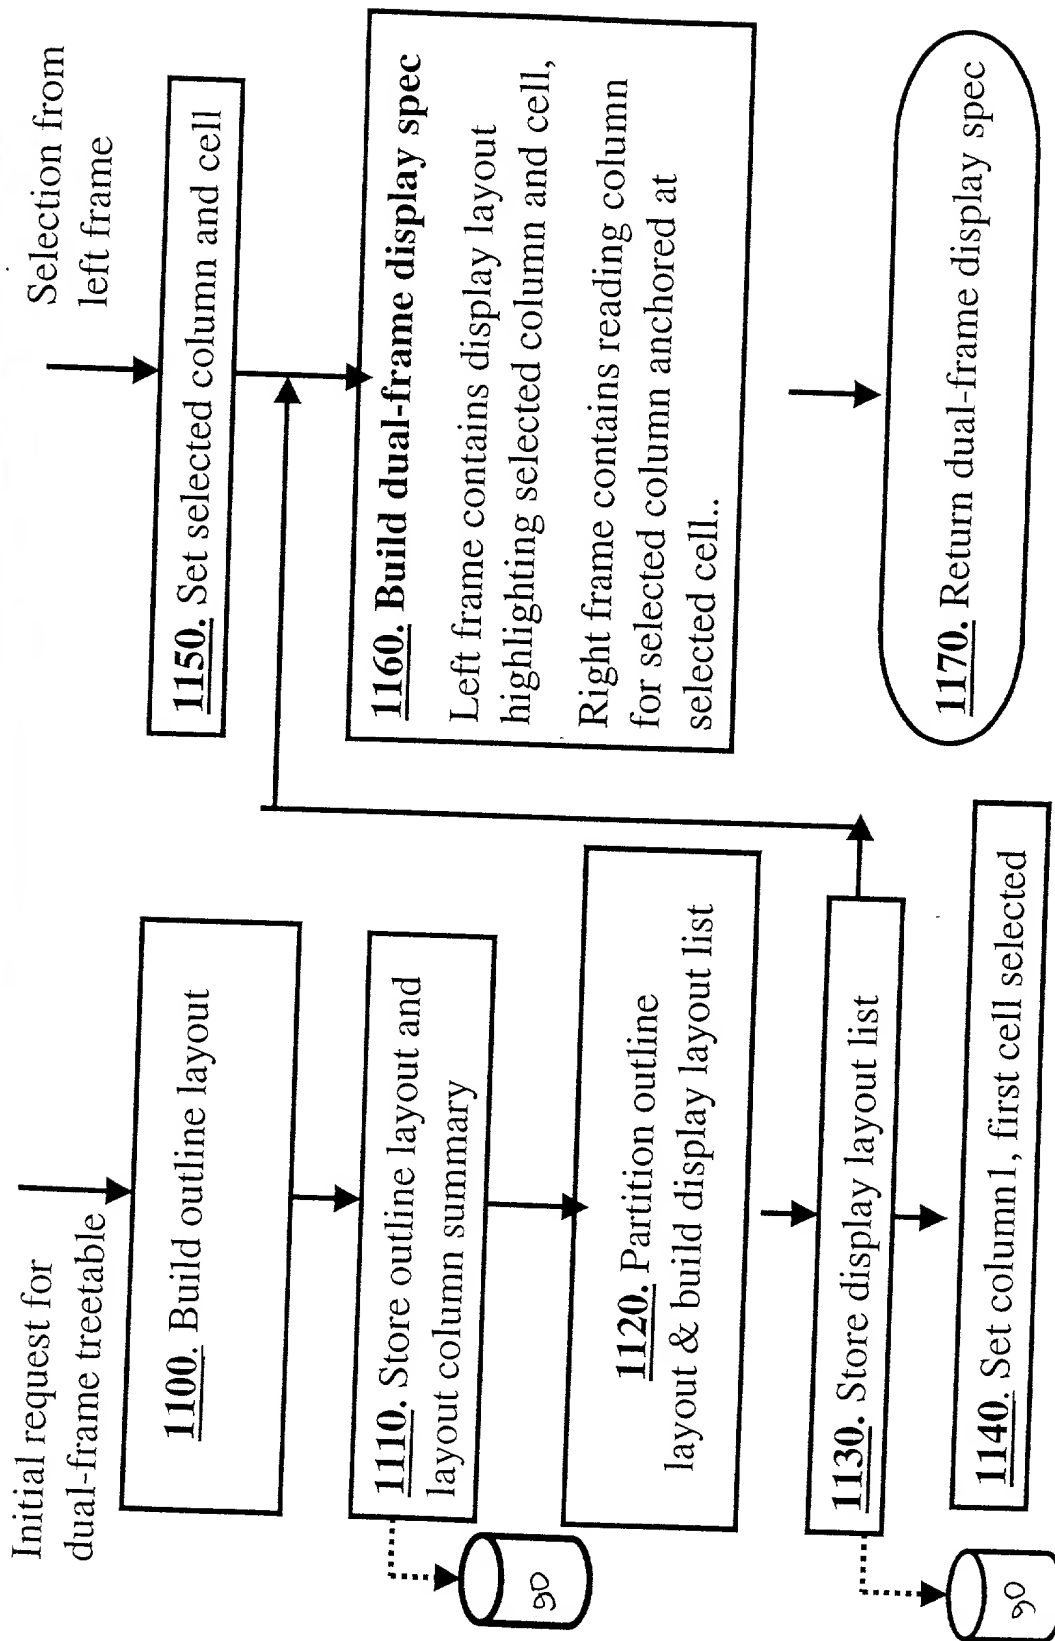 Initial request for
dual-frame treetable
1100. Build outline layout
1110. Store outline layout and
layout column summary
90
1120. Partition outline
layout & build display layout list
1130. Store display layout list
90
1140. Set column1, first cell selected
Selection from
left frame
1150. Set selected column and cell
1160. Build dual-frame display spec
Left frame contains display layout
highlighting selected column and cell,
Right frame contains reading column
for selected column anchored at
selected cell..
1170. Return dual-frame display spec